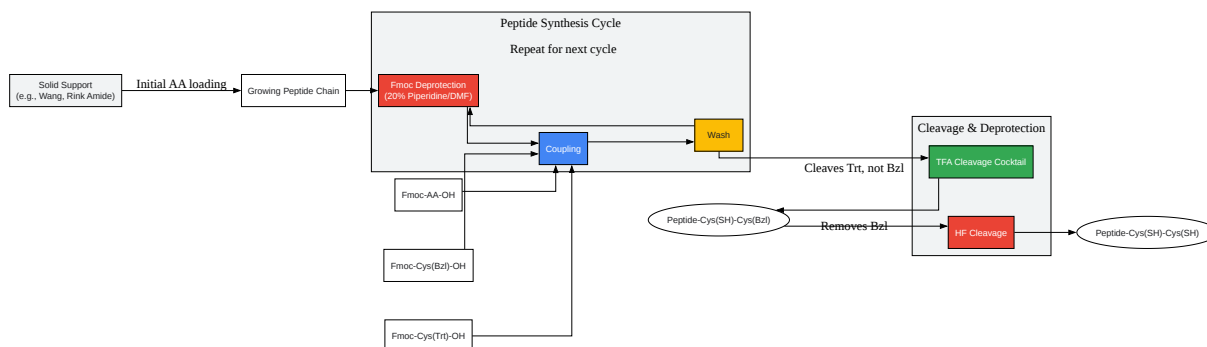 Peptide Synthesis Cycle
Repeat for next cycle
Solid Support
(e.g., Wang, Rink Amide)
Initial AA loading
Growing Peptide Chain
Fmoc Deprotection
(20% Piperidine/DMF)
Coupling
Wash
Fmoc-AA-OH
Fmoc-Cys(Bzl)-OH
Fmoc-Cys(Trt)-OH
Cleavage & Deprotection
Cleaves Trt, not Bzl
TFA Cleavage Cocktail
Peptide-Cys(SH)-Cys(Bzl)
Removes Bzl
HF Cleavage
Peptide-Cys(SH)-Cys(SH)